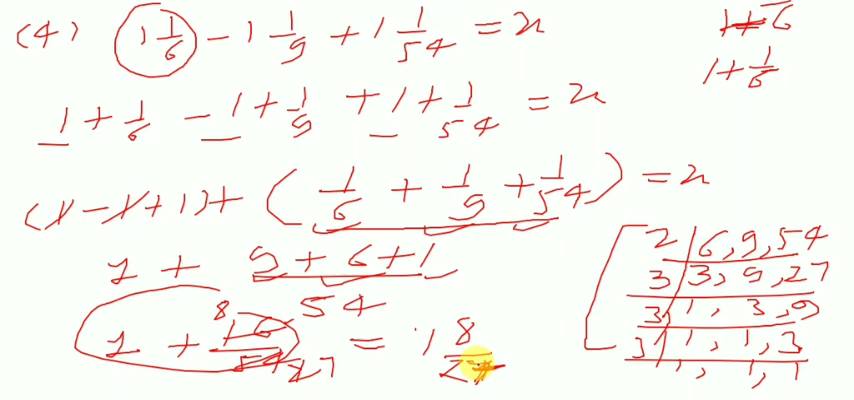 (4) 1 1/6 - 1 1/9 + 1 1/54 = x
1+6
1 + 1/6
1 + 1/6 - 1 + 1/9 + 1 + 1/54 = x
(1 - 1 + 1) + (1/6 + 1/9 + 1/54) = x
1 + (9 + 6 + 1)/54
1 + 16/54 8 27 = 1 8/27
2 | 6, 9, 54
3 | 3, 9, 27
3 | 1, 3, 9
3 | 1, 1, 3
1, 1, 1